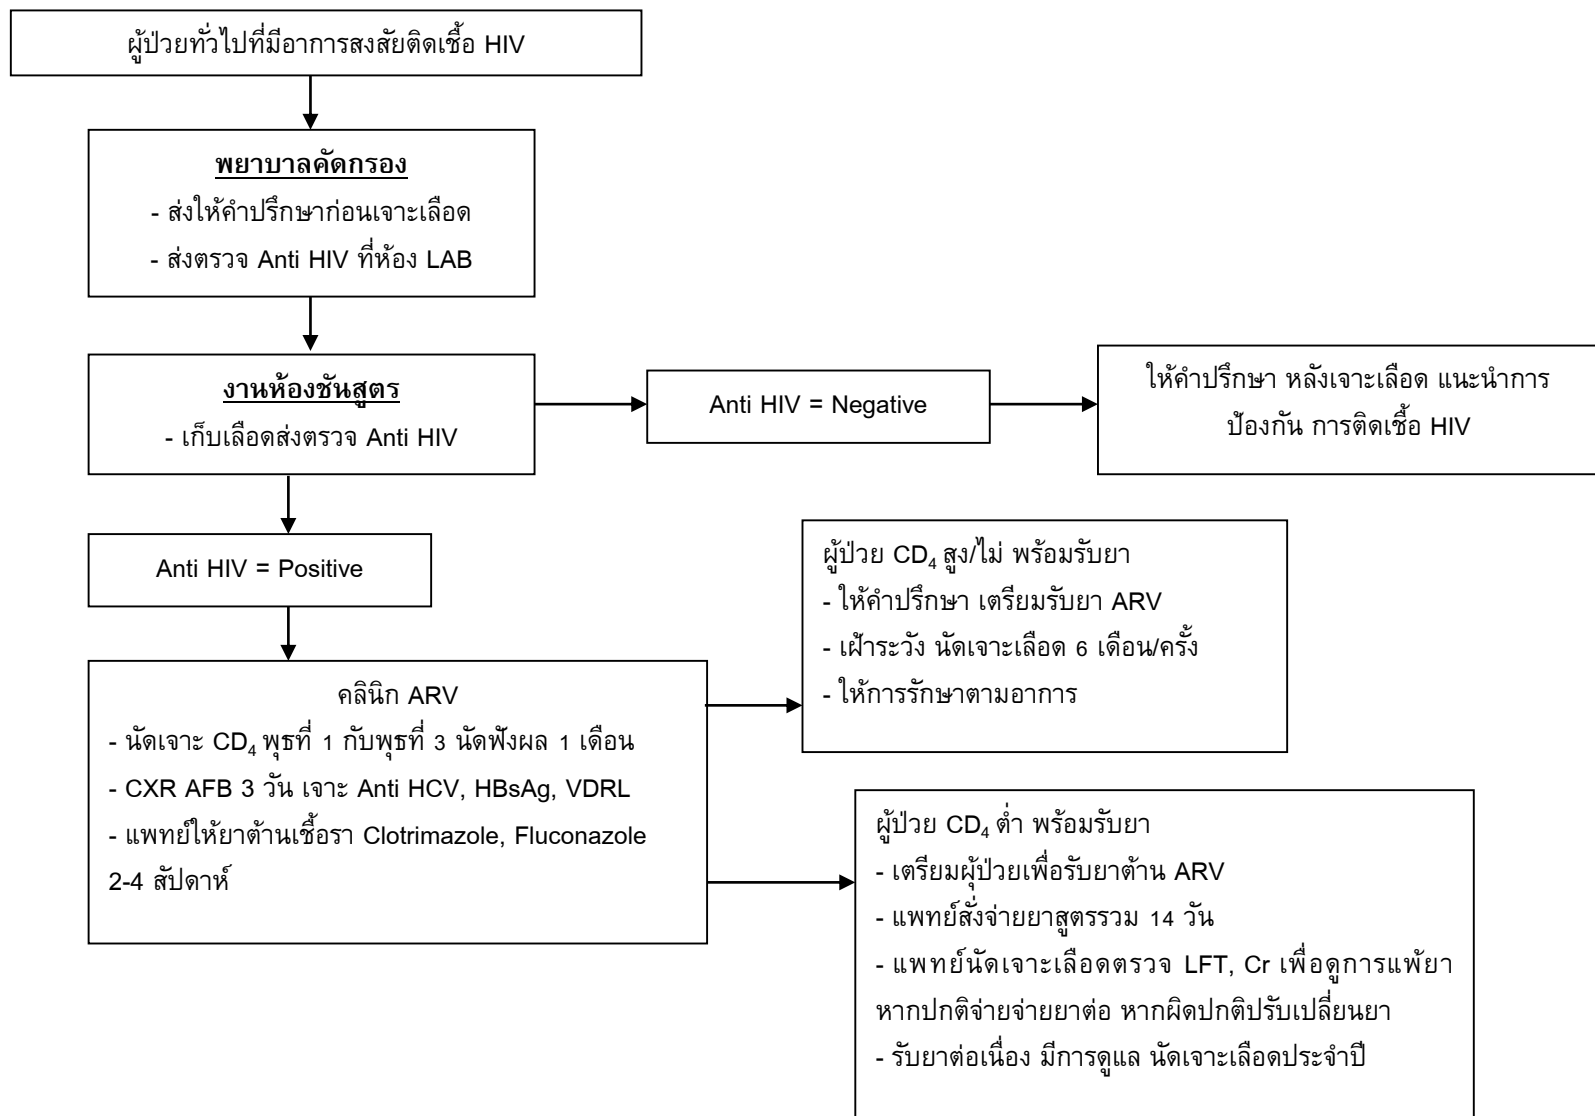 ผู้ป่วยทั่วไปที่มีอาการสงสัยติดเชื้อ HIV
พยาบาลคัดกรอง
- ส่งให้คำปรึกษาก่อนเจาะเลือด
- ส่งตรวจ Anti HIV ที่ห้อง LAB
งานห้องชันสูตร
- เก็บเลือดส่งตรวจ Anti HIV
Anti HIV = Negative
ให้คำปรึกษา หลังเจาะเลือด แนะนำการ
ป้องกัน การติดเชื้อ HIV
Anti HIV = Positive
คลินิก ARV
- นัดเจาะ CD₄ พุธที่ 1 กับพุธที่ 3 นัดฟังผล 1 เดือน
- CXR AFB 3 วัน เจาะ Anti HCV, HBsAg, VDRL
- แพทย์ให้ยาต้านเชื้อรา Clotrimazole, Fluconazole
2-4 สัปดาห์
ผู้ป่วย CD₄ สูง/ไม่ พร้อมรับยา
- ให้คำปรึกษา เตรียมรับยา ARV
- เฝ้าระวัง นัดเจาะเลือด 6 เดือน/ครั้ง
- ให้การรักษาตามอาการ
ผู้ป่วย CD₄ ต่ำ พร้อมรับยา
- เตรียมผุ้ป่วยเพื่อรับยาต้าน ARV
- แพทย์สั่งจ่ายยาสูตรรวม 14 วัน
- แพทย์นัดเจาะเลือดตรวจ LFT, Cr เพื่อดูการแพ้ยา
หากปกติจ่ายจ่ายยาต่อ หากผิดปกติปรับเปลี่ยนยา
- รับยาต่อเนื่อง มีการดูแล นัดเจาะเลือดประจำปี